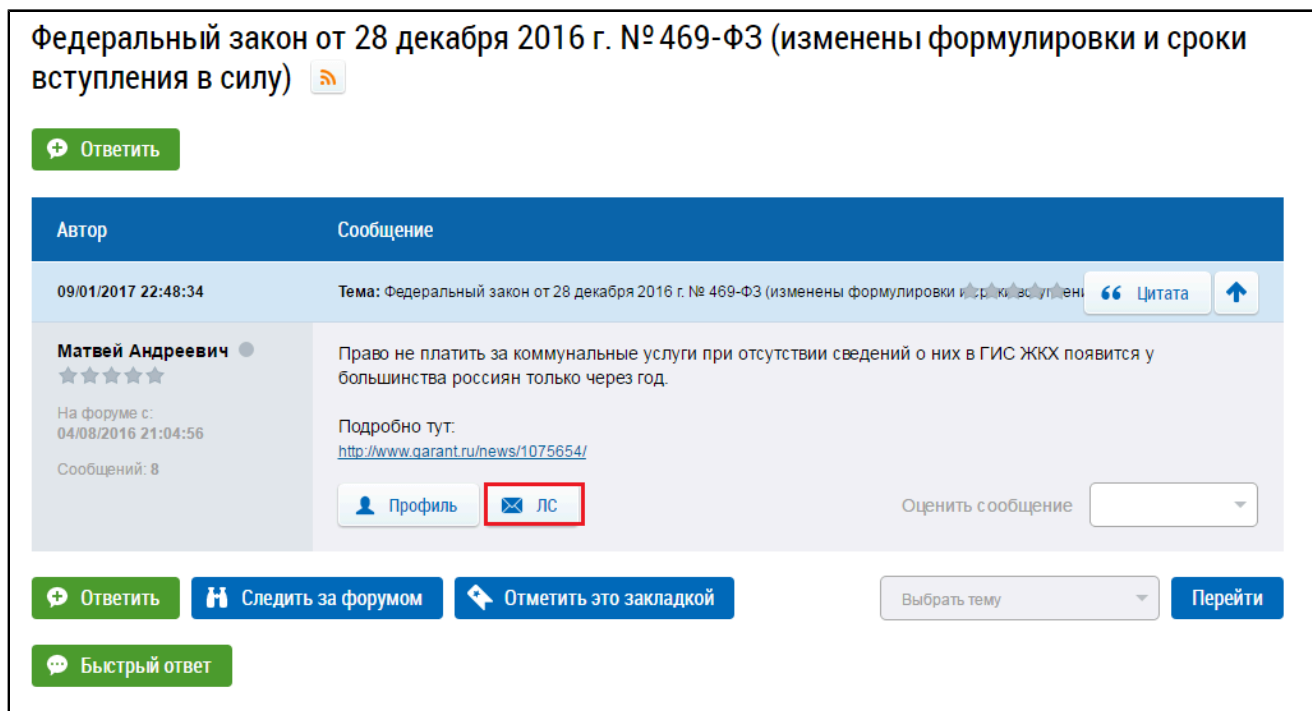 Федеральный закон от 28 декабря 2016 г. № 469-ФЗ (изменены формулировки и сроки
вступления в силу)
Ответить
Автор
Сообщение
09/01/2017 22:48:34
Тема: Федеральный закон от 28 декабря 2016 г. № 469-ФЗ (изменены формулировки
Цитата
Матвей Андреевич
На форуме с:
04/08/2016 21:04:56
Сообщений: 8
Право не платить за коммунальные услуги при отсутствии сведений о них в ГИС ЖКХ появится у
большинства россиян только через год.
Подробно тут:
http://www.garant.ru/news/1075654/
Профиль
ЛС
Оценить сообщение
Ответить
Следить за форумом
Отметить это закладкой
Выбрать тему
Перейти
Быстрый ответ